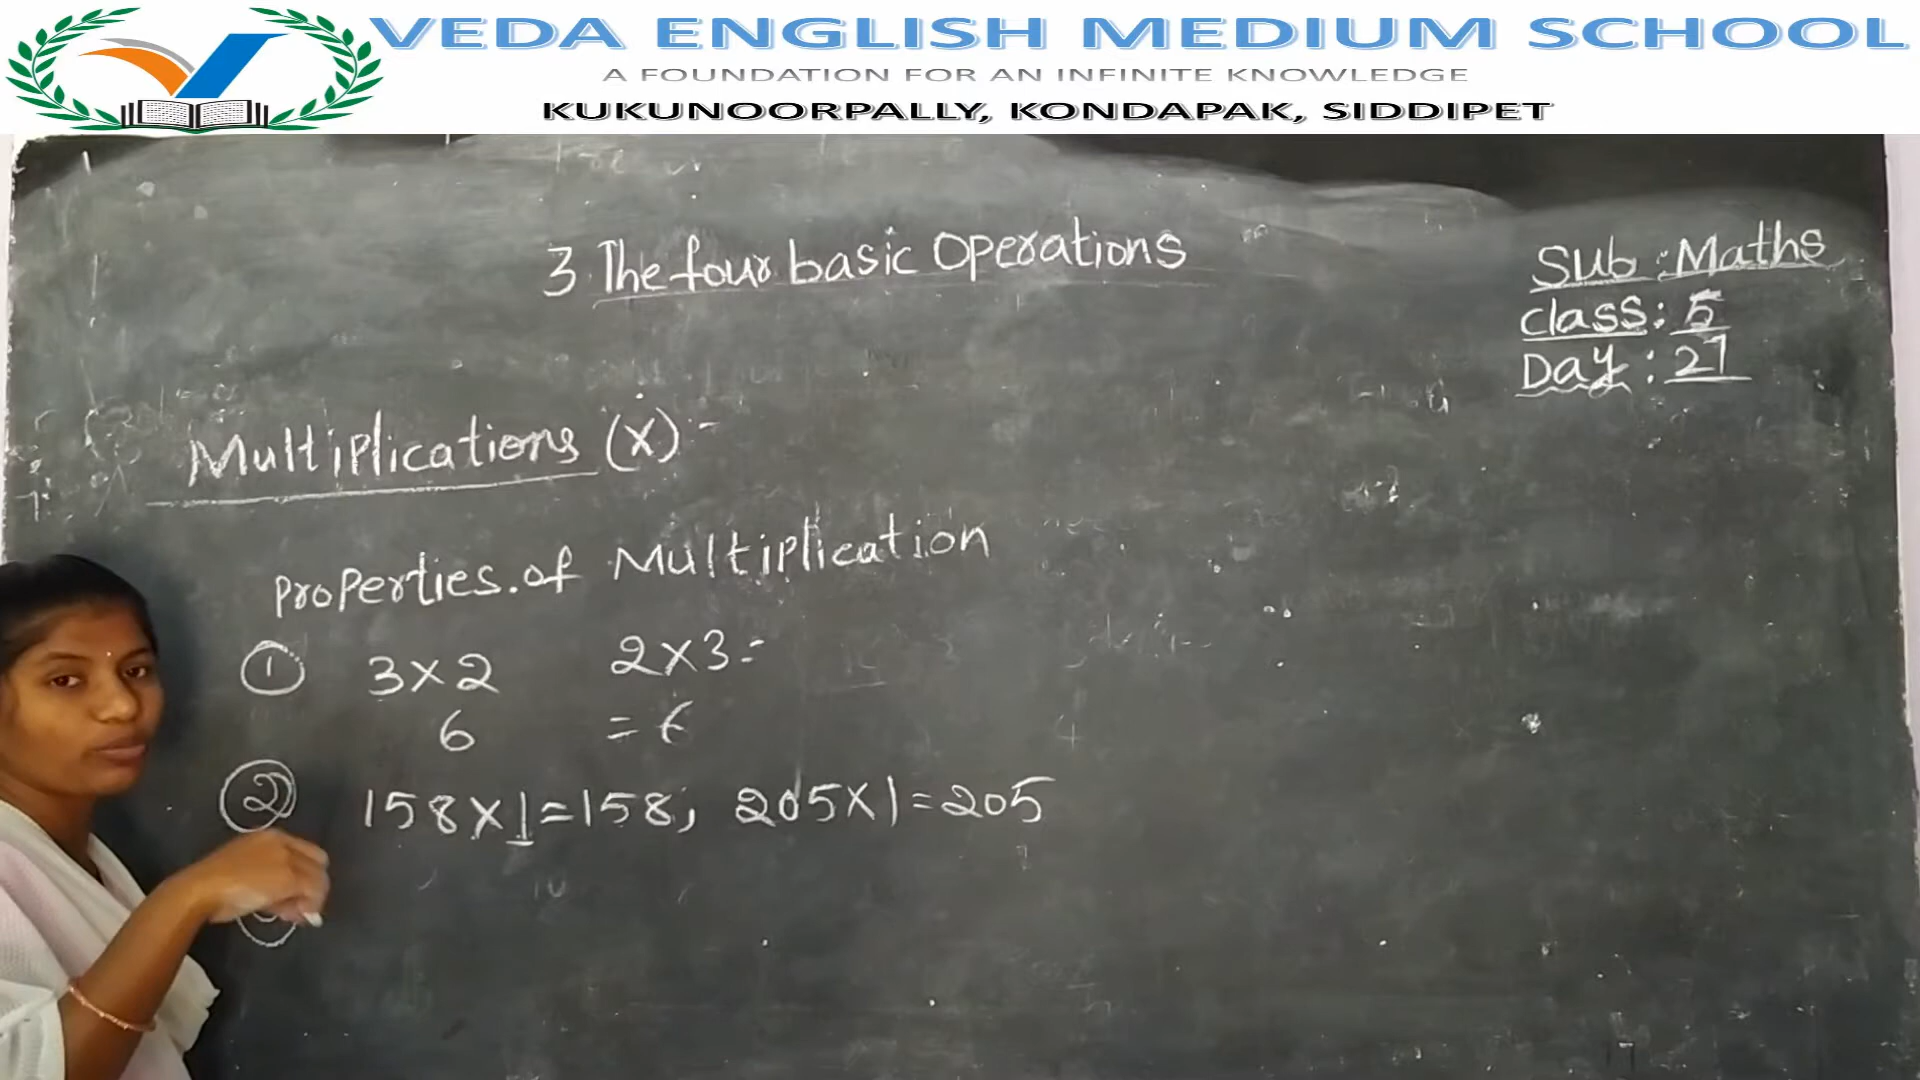 VEDA ENGLISH MEDIUM SCHOOL
A FOUNDATION FOR AN INFINITE KNOWLEDGE
KUKUNOORPALLY, KONDAPAK, SIDDIPET
3. The four basic Operations
Sub : Maths
Class : 5
Day : 27
Multiplications (x) :-
Properties.of Multiplication
① 3×2 2×3=
6 = 6
② 158×1=158, 205×1=205